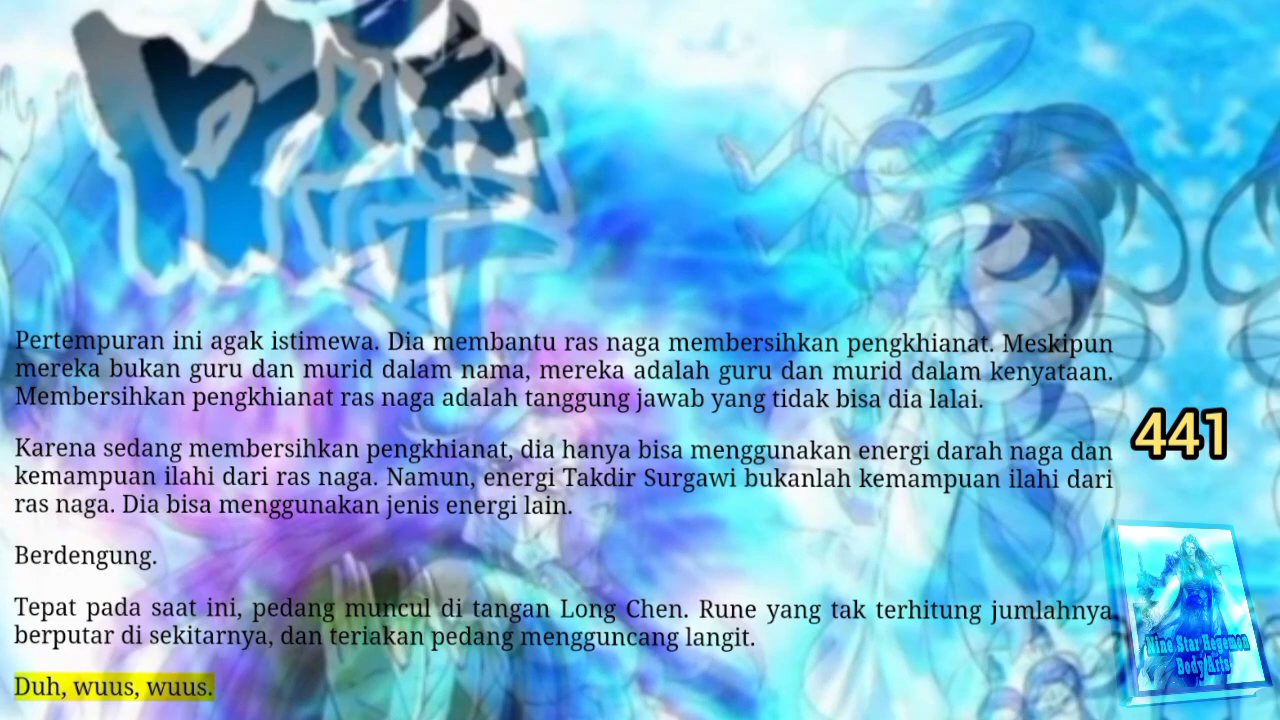 Pertempuran ini agak istimewa. Dia membantu ras naga membersihkan pengkhianat. Meskipun
mereka bukan guru dan murid dalam nama, mereka adalah guru dan murid dalam kenyataan.
Membersihkan pengkhianat ras naga adalah tanggung jawab yang tidak bisa dia lalai.
Karena sedang membersihkan pengkhianat, dia hanya bisa menggunakan energi darah naga dan
kemampuan ilahi dari ras naga. Namun, energi Takdir Surgawi bukanlah kemampuan ilahi dari
ras naga. Dia bisa menggunakan jenis energi lain.
Berdengung.
Tepat pada saat ini, pedang muncul di tangan Long Chen. Rune yang tak terhitung jumlahnya
berputar di sekitarnya, dan teriakan pedang mengguncang langit.
Duh, wuus, wuus.
441
Nine Star Hegemon
Body Arts